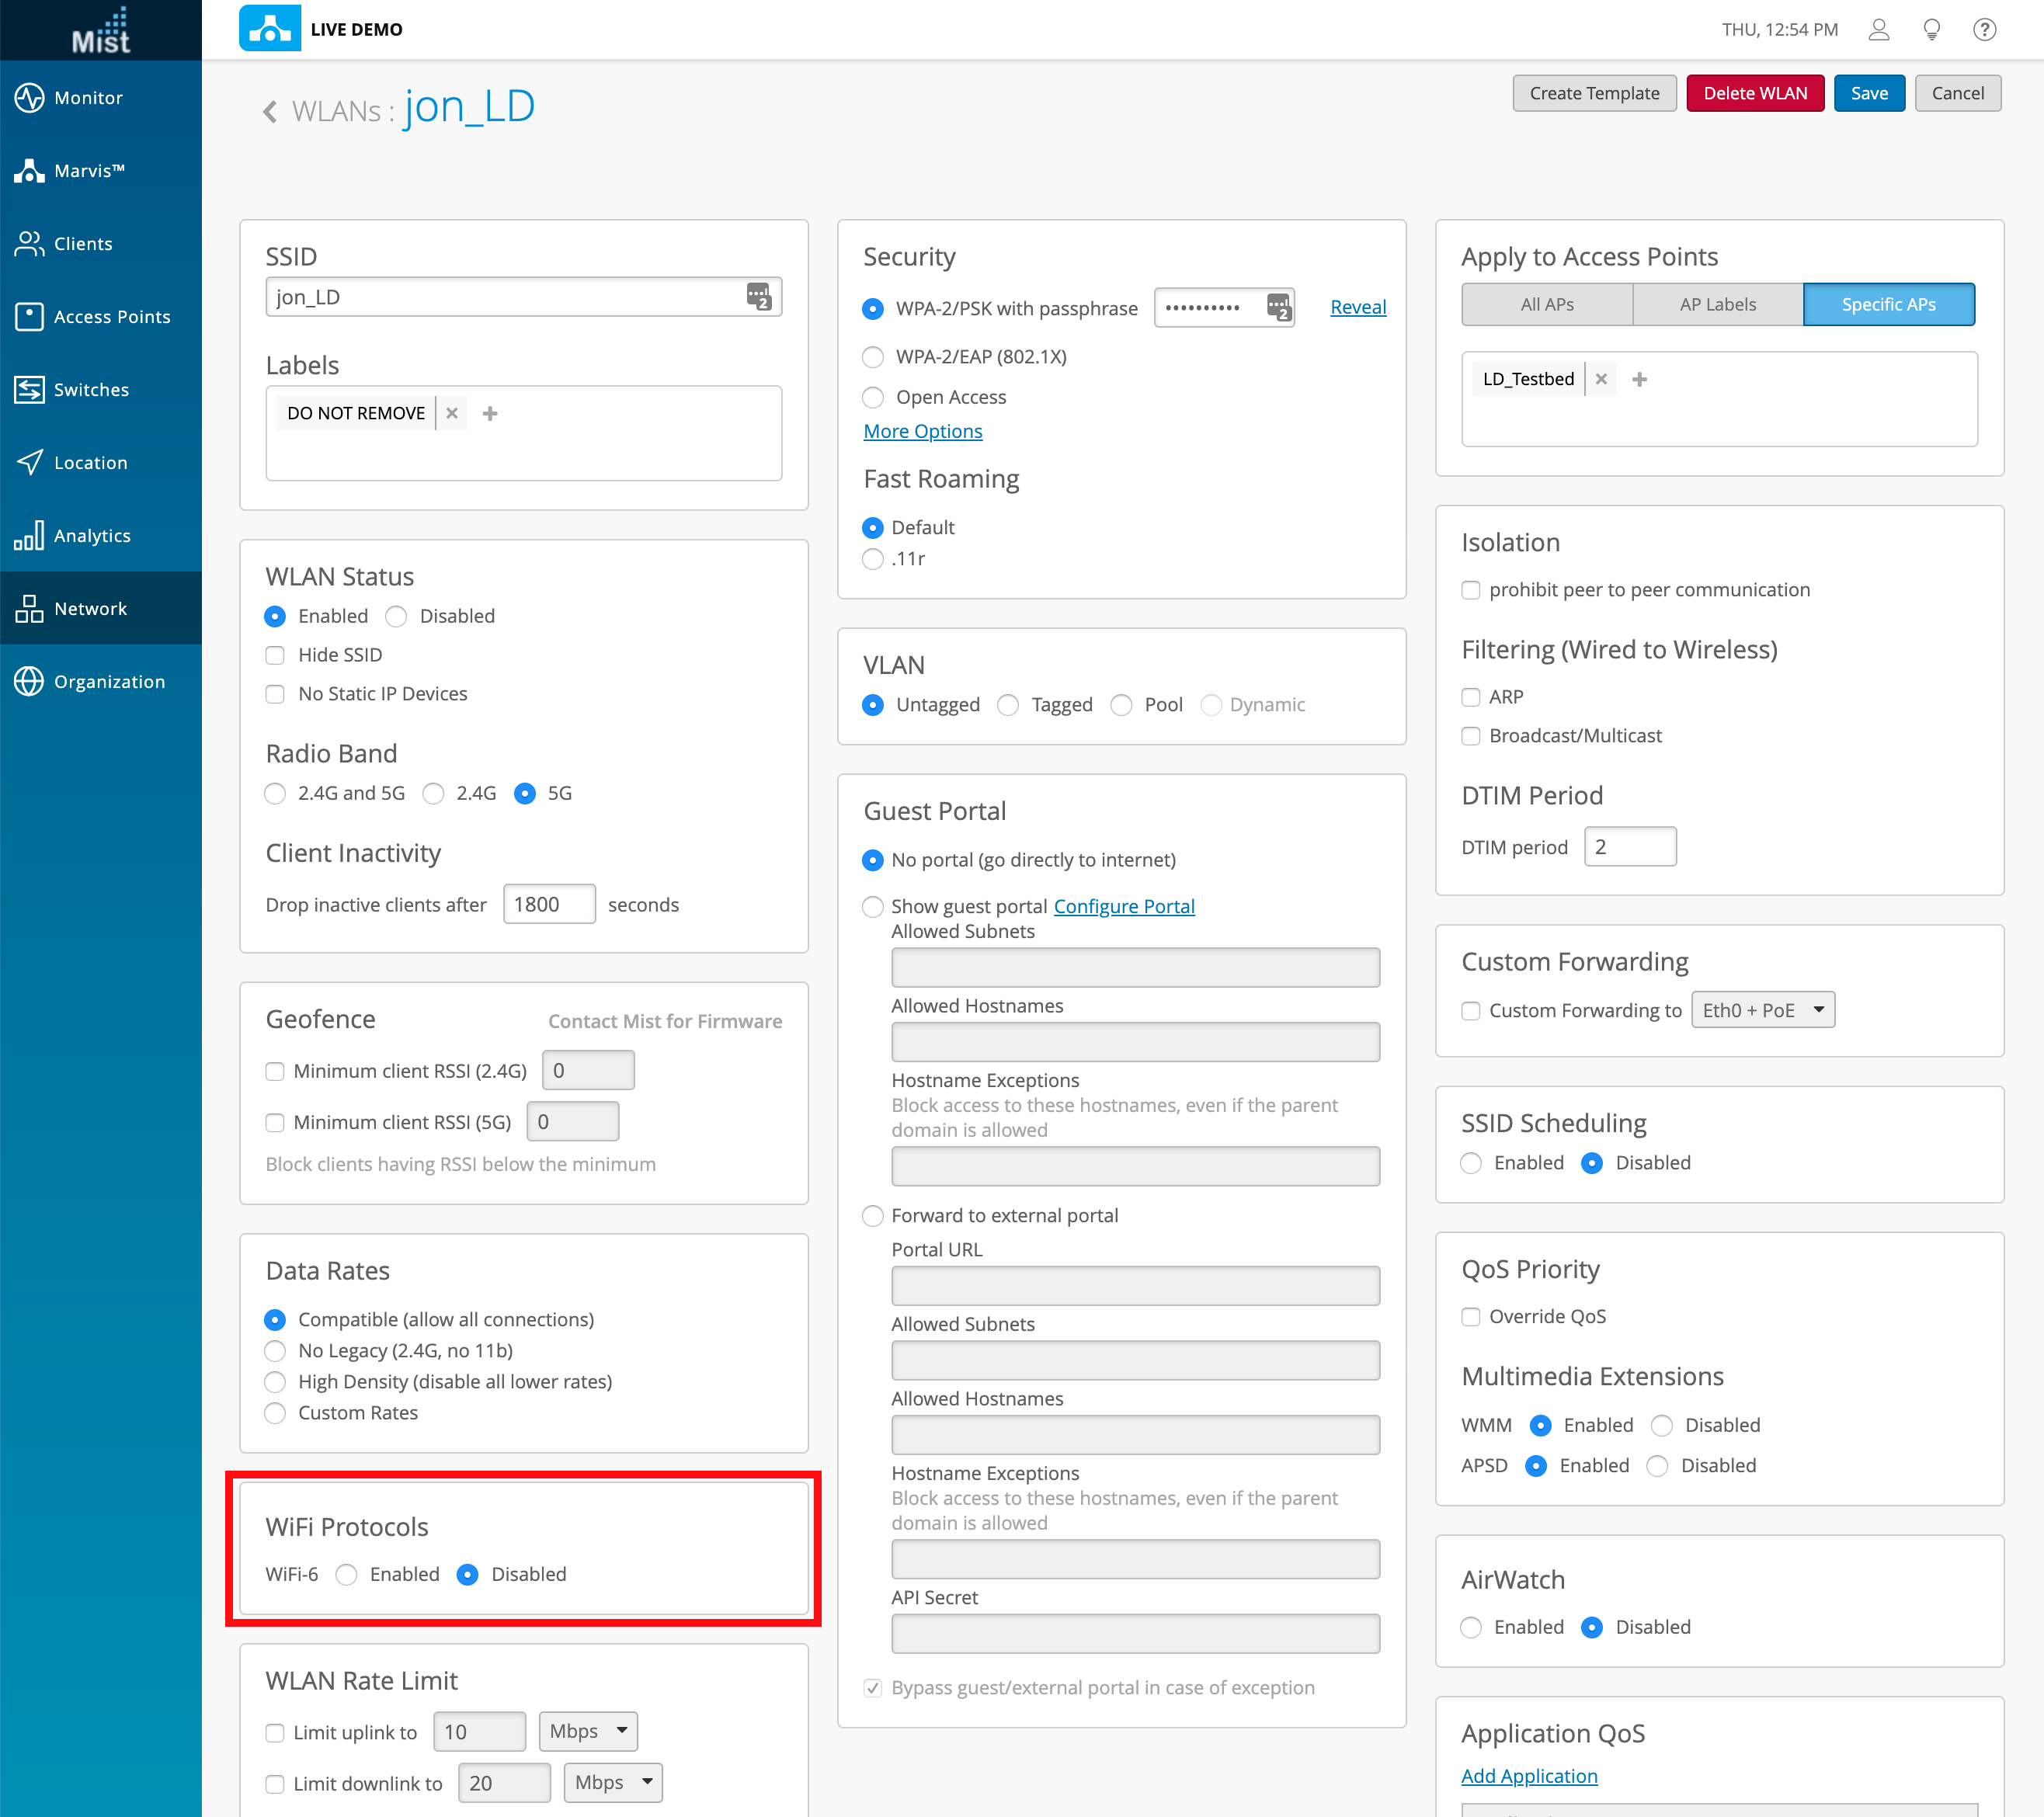 Mist
LIVE DEMO
THU, 12:54 PM
?
Monitor
Marvis™
Clients
Access Points
Switches
Location
Analytics
Network
Organization
WLANs : jon_LD
Create Template
Delete WLAN
Save
Cancel
SSID
jon_LD
2
Labels
DO NOT REMOVE × +
WLAN Status
Enabled Disabled
Hide SSID
No Static IP Devices
Radio Band
2.4G and 5G 2.4G 5G
Client Inactivity
Drop inactive clients after 1800 seconds
Geofence Contact Mist for Firmware
Minimum client RSSI (2.4G) 0
Minimum client RSSI (5G) 0
Block clients having RSSI below the minimum
Data Rates
Compatible (allow all connections)
No Legacy (2.4G, no 11b)
High Density (disable all lower rates)
Custom Rates
WiFi Protocols
WiFi-6 Enabled Disabled
WLAN Rate Limit
Limit uplink to 10 Mbps
Limit downlink to 20 Mbps
Security
WPA-2/PSK with passphrase •••••••••• 2 Reveal
WPA-2/EAP (802.1X)
Open Access
More Options
Fast Roaming
Default
.11r
VLAN
Untagged Tagged Pool Dynamic
Guest Portal
No portal (go directly to internet)
Show guest portal Configure Portal
Allowed Subnets
Allowed Hostnames
Hostname Exceptions
Block access to these hostnames, even if the parent
domain is allowed
Forward to external portal
Portal URL
Allowed Subnets
Allowed Hostnames
Hostname Exceptions
Block access to these hostnames, even if the parent
domain is allowed
API Secret
Bypass guest/external portal in case of exception
Apply to Access Points
All APs AP Labels Specific APs
LD_Testbed × +
Isolation
prohibit peer to peer communication
Filtering (Wired to Wireless)
ARP
Broadcast/Multicast
DTIM Period
DTIM period 2
Custom Forwarding
Custom Forwarding to Eth0 + PoE
SSID Scheduling
Enabled Disabled
QoS Priority
Override QoS
Multimedia Extensions
WMM Enabled Disabled
APSD Enabled Disabled
AirWatch
Enabled Disabled
Application QoS
Add Application